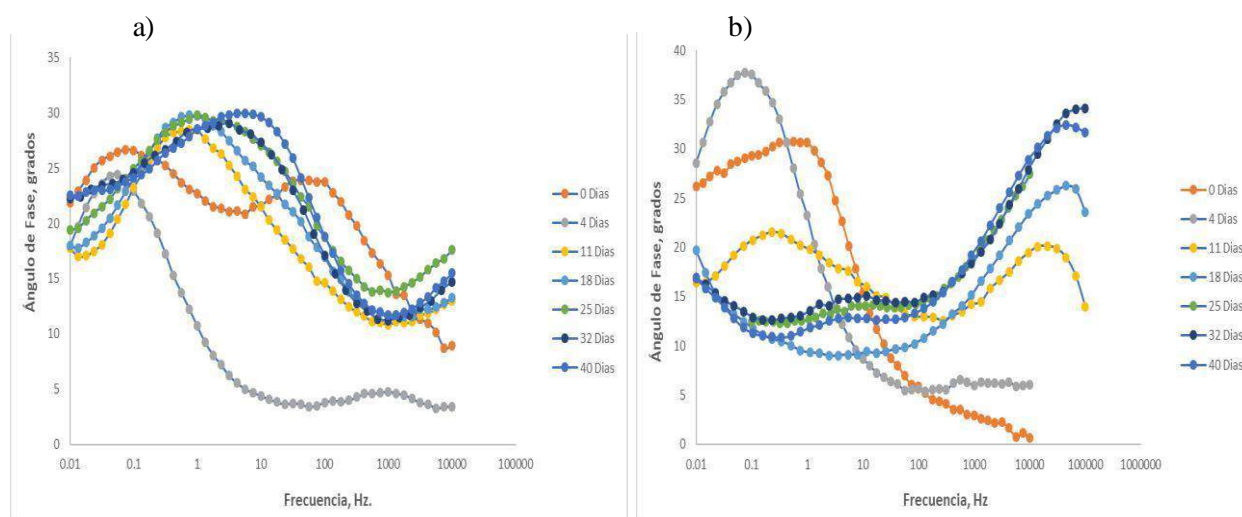 a)
Ángulo de Fase, grados
35
30
25
20
15
10
5
0
0.01 0.1 1 10 100 1000 10000 100000
Frecuencia, Hz.
0 Dias
4 Dias
11 Dias
18 Dias
25 Dias
32 Dias
40 Dias
b)
Ángulo de Fase, grados
40
35
30
25
20
15
10
5
0
0.01 0.1 1 10 100 1000 10000 100000 1000000
Frecuencia, Hz
0 Dias
4 Dias
11 Dias
18 Dias
25 Dias
32 Dias
40 Dias